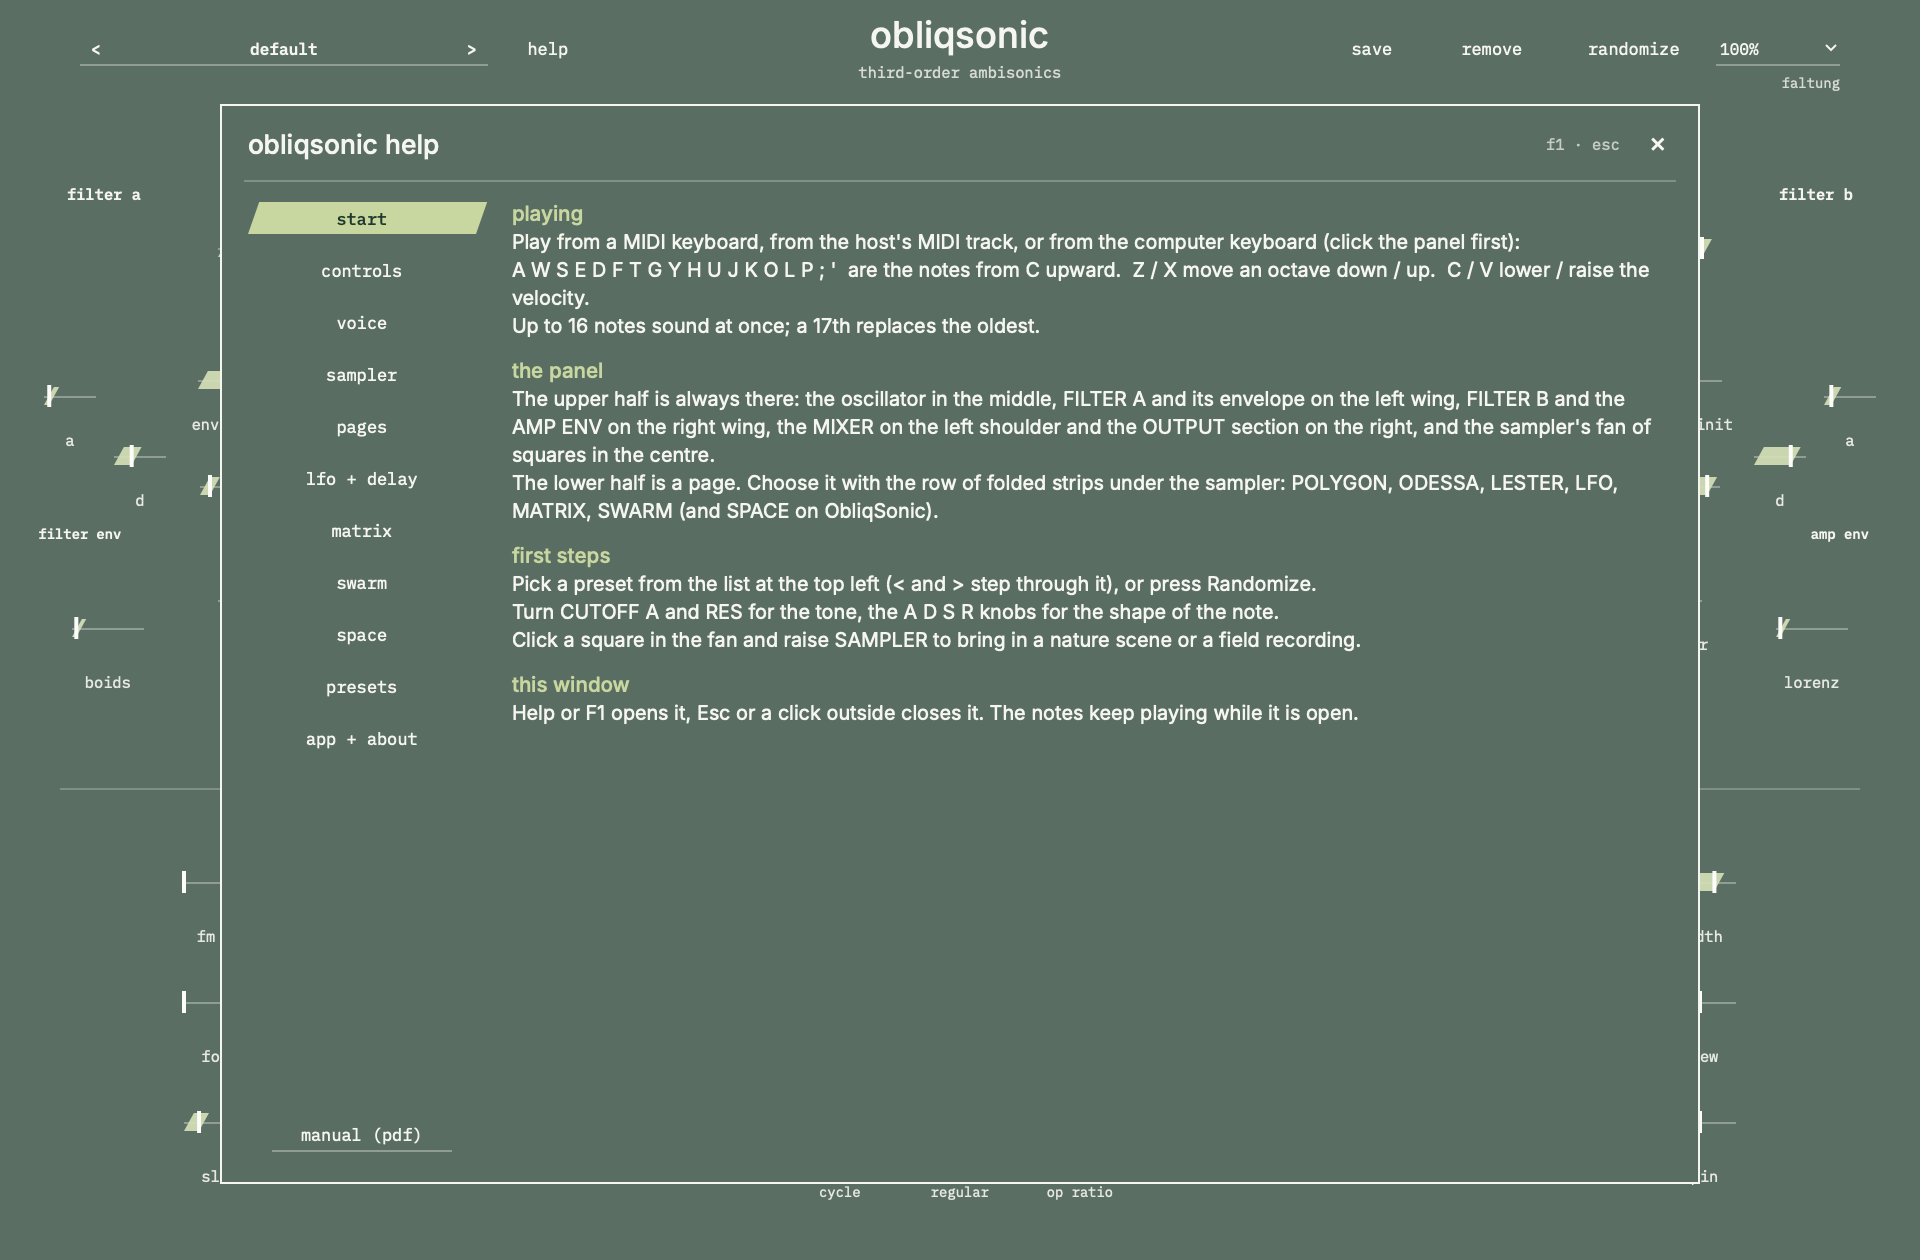 < default > help
obliqsonic
third-order ambisonics
save remove randomize 100%
faltung
obliqsonic help
f1 · esc ×
filter a
filter b
start
controls
voice
sampler
pages
lfo + delay
matrix
swarm
space
presets
app + about
manual (pdf)
playing
Play from a MIDI keyboard, from the host's MIDI track, or from the computer keyboard (click the panel first):
A W S E D F T G Y H U J K O L P ; ' are the notes from C upward. Z / X move an octave down / up. C / V lower / raise the
velocity.
Up to 16 notes sound at once; a 17th replaces the oldest.
the panel
The upper half is always there: the oscillator in the middle, FILTER A and its envelope on the left wing, FILTER B and the
AMP ENV on the right wing, the MIXER on the left shoulder and the OUTPUT section on the right, and the sampler's fan of
squares in the centre.
The lower half is a page. Choose it with the row of folded strips under the sampler: POLYGON, ODESSA, LESTER, LFO,
MATRIX, SWARM (and SPACE on ObliqSonic).
first steps
Pick a preset from the list at the top left (< and > step through it), or press Randomize.
Turn CUTOFF A and RES for the tone, the A D S R knobs for the shape of the note.
Click a square in the fan and raise SAMPLER to bring in a nature scene or a field recording.
this window
Help or F1 opens it, Esc or a click outside closes it. The notes keep playing while it is open.
env
a
d
filter env
boids
fm
fo
sl
init
a
d
amp env
r
lorenz
dth
ew
in
cycle regular op ratio